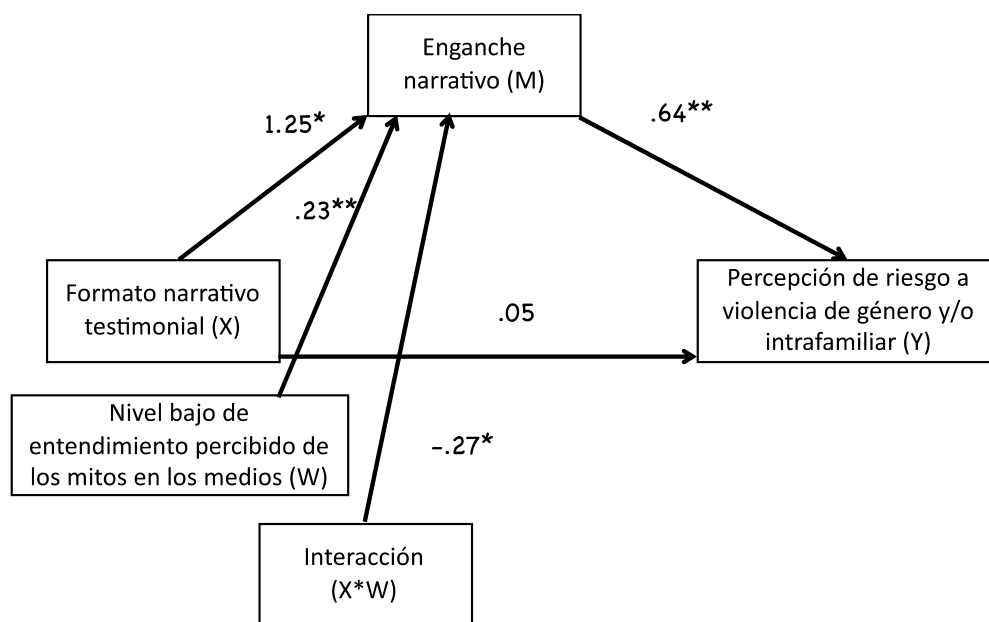 Enganche
narrativo (M)
1.25*
.64**
.23**
Formato narrativo
testimonial (X)
.05
Percepción de riesgo a
violencia de género y/o
intrafamiliar (Y)
Nivel bajo de
entendimiento percibido de
los mitos en los medios (W)
-.27*
Interacción
(X*W)